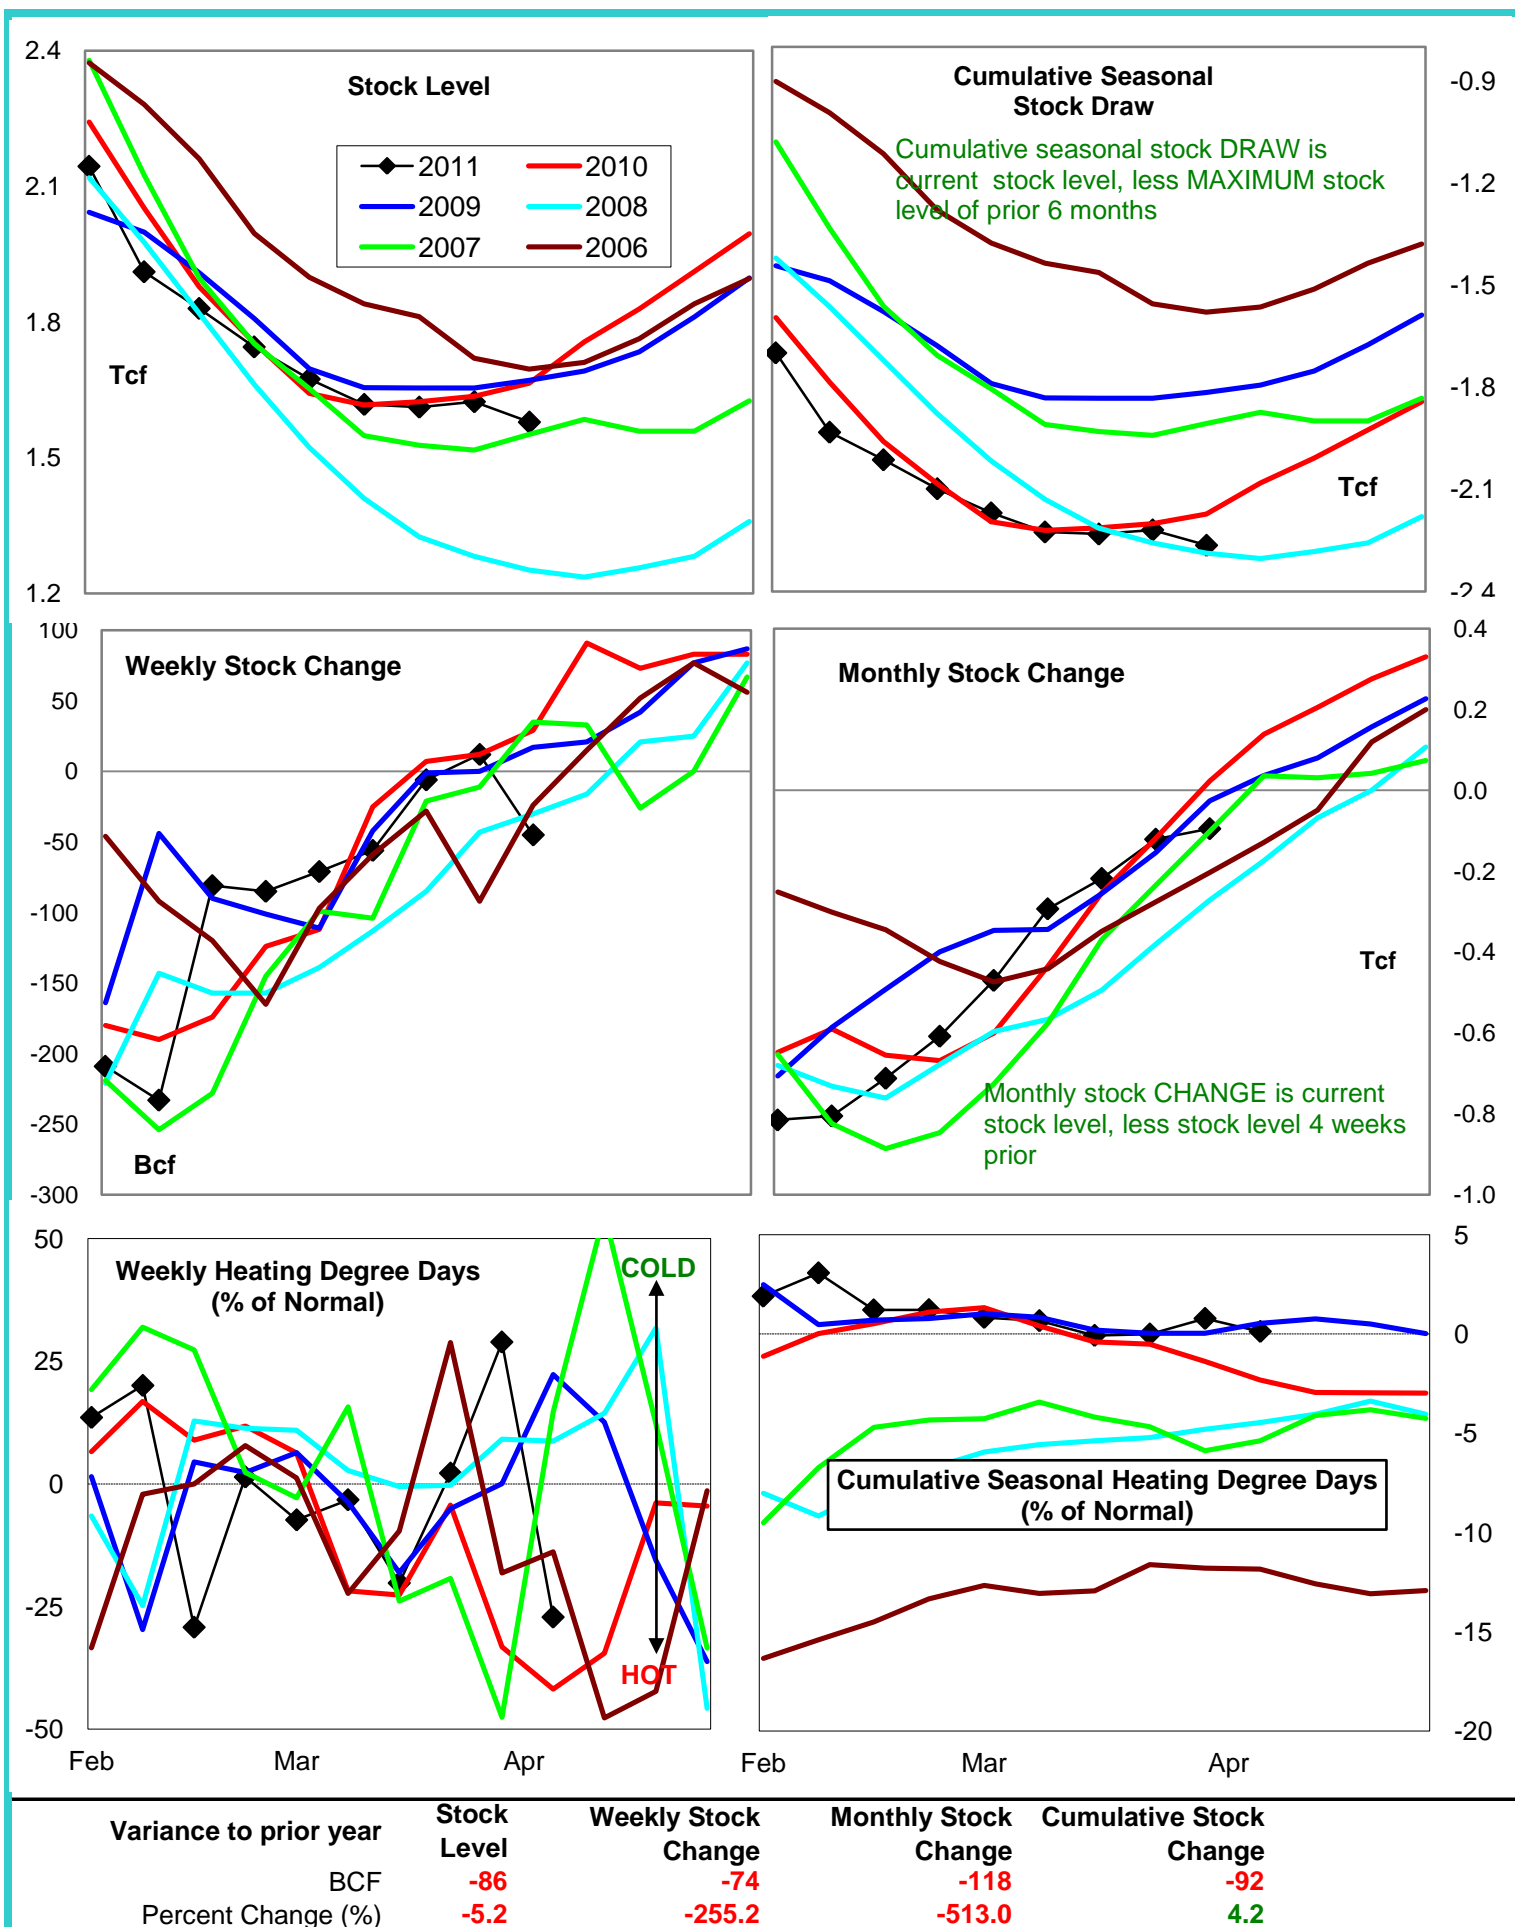 2.4
2.1
1.8
1.5
1.2
Stock Level
2011 2010
2009 2008
2007 2006
Tcf
Cumulative Seasonal
Stock Draw
Cumulative seasonal stock DRAW is
current stock level, less MAXIMUM stock
level of prior 6 months
Tcf
-0.9
-1.2
-1.5
-1.8
-2.1
-2.4
100
50
0
-50
-100
-150
-200
-250
-300
Weekly Stock Change
Bcf
Monthly Stock Change
Tcf
Monthly stock CHANGE is current
stock level, less stock level 4 weeks
prior
0.4
0.2
0.0
-0.2
-0.4
-0.6
-0.8
-1.0
50
25
0
-25
-50
Weekly Heating Degree Days
(% of Normal)
COLD
HOT
Feb Mar Apr
Cumulative Seasonal Heating Degree Days
(% of Normal)
5
0
-5
-10
-15
-20
Feb Mar Apr
Variance to prior year Stock Level Weekly Stock Change Monthly Stock Change Cumulative Stock Change
BCF -86 -74 -118 -92
Percent Change (%) -5.2 -255.2 -513.0 4.2